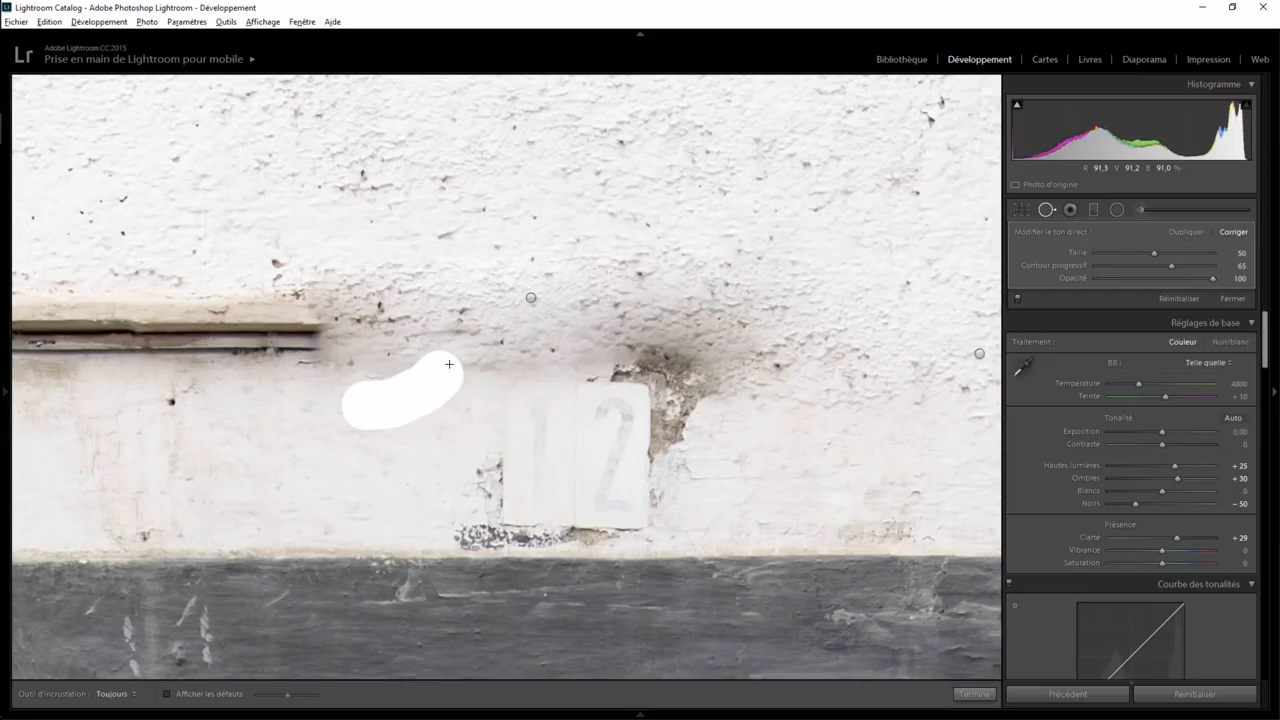 Lightroom Catalog - Adobe Photoshop Lightroom - Développement
Fichier Edition Développement Photo Paramètres Outils Affichage Fenêtre Aide
Lr
Adobe Lightroom CC 2015
Prise en main de Lightroom pour mobile
Bibliothèque | Développement | Cartes | Livres | Diaporama | Impression | Web
Histogramme
R 91,3 V 91,2 B 91,0 %
Photo d'origine
Modifier le ton direct : Dupliquer Corriger
Taille 50
Contour progressif 65
Opacité 100
Réinitialiser Fermer
Réglages de base
Traitement : Couleur | Noir/blanc
BB : Telle quelle
Température 4800
Teinte + 10
Tonalité Auto
Exposition 0,00
Contraste 0
Hautes lumières + 25
Ombres + 30
Blancs 0
Noirs - 50
Présence
Clarté + 29
Vibrance 0
Saturation 0
Courbe des tonalités
2
Outil d'incrustation : Toujours Afficher les défauts
Terminé
Précédent Réinitialiser